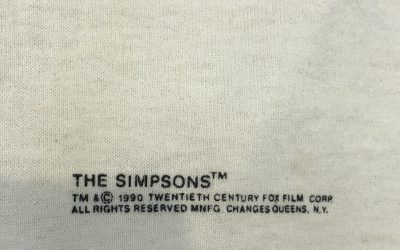 THE SIMPSONS™
TM & © 1990 TWENTIETH CENTURY FOX FILM CORP.
ALL RIGHTS RESERVED MNFG. CHANGES QUEENS, N.Y.